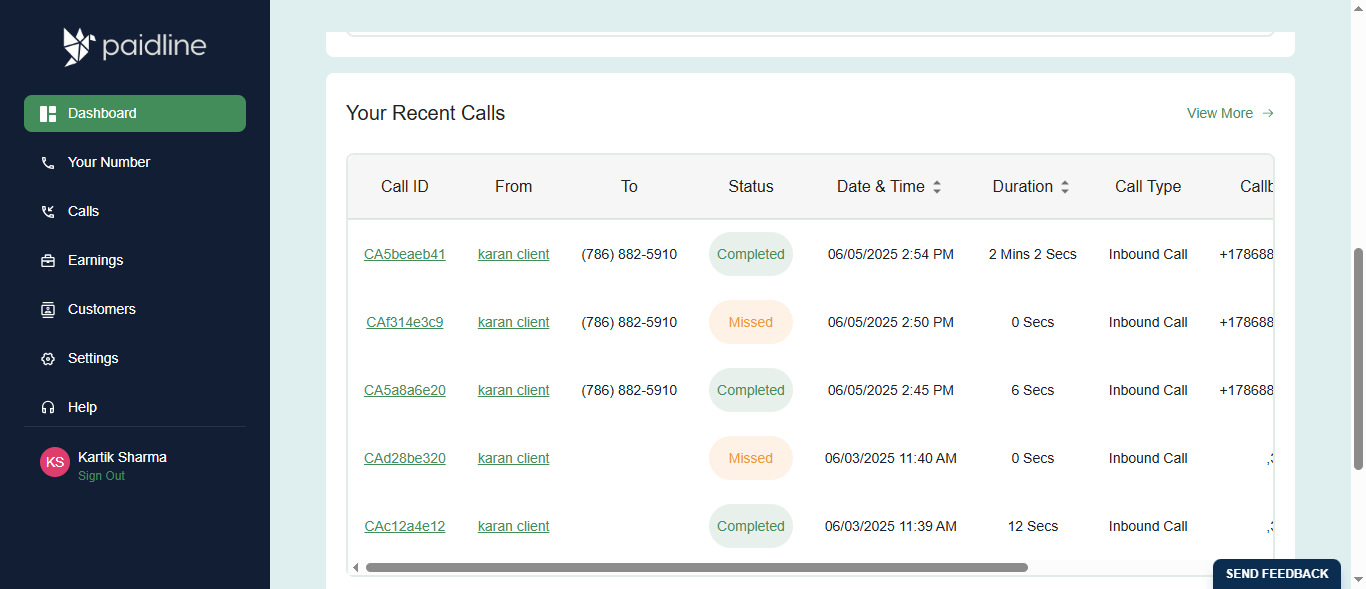 paidline
Dashboard
Your Number
Calls
Earnings
Customers
Settings
Help
KS
Kartik Sharma
Sign Out
Your Recent Calls
View More →
Call ID From To Status Date & Time Duration Call Type
CA5beaeb41 karan client (786) 882-5910 Completed 06/05/2025 2:54 PM 2 Mins 2 Secs Inbound Call +178688
CAf314e3c9 karan client (786) 882-5910 Missed 06/05/2025 2:50 PM 0 Secs Inbound Call +178688
CA5a8a6e20 karan client (786) 882-5910 Completed 06/05/2025 2:45 PM 6 Secs Inbound Call +178688
CAd28be320 karan client Missed 06/03/2025 11:40 AM 0 Secs Inbound Call
CAc12a4e12 karan client Completed 06/03/2025 11:39 AM 12 Secs Inbound Call
SEND FEEDBACK